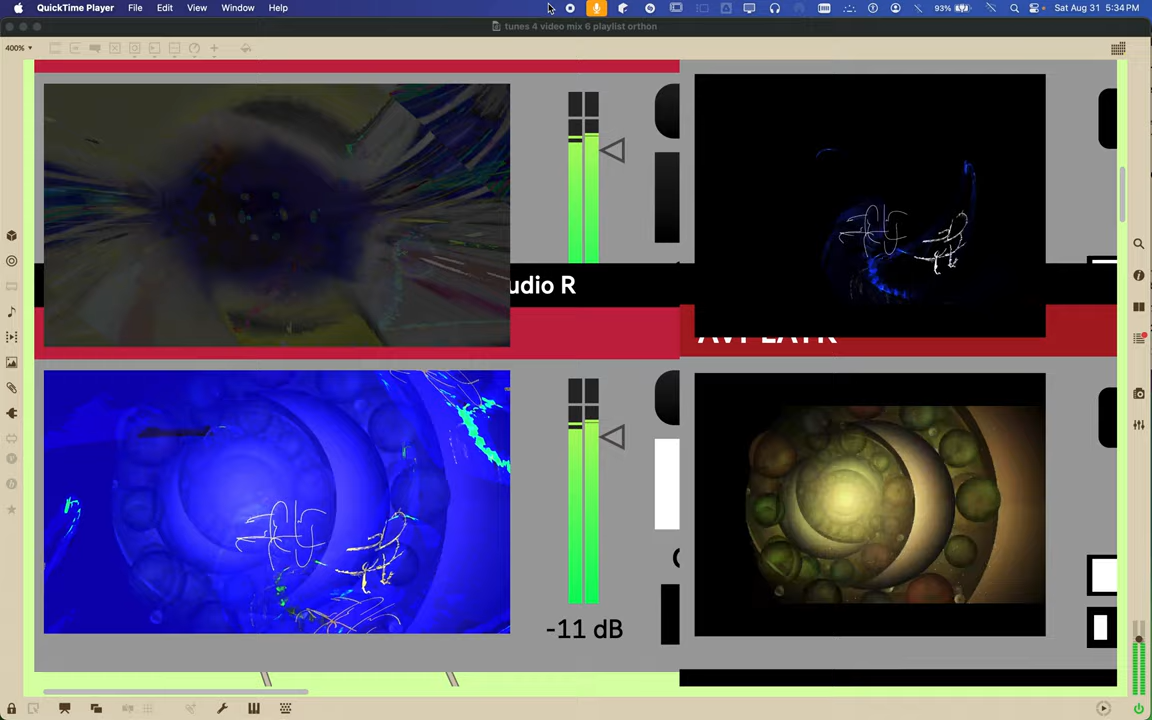 QuickTime Player File Edit View Window Help 93% Sat Aug 31 5:34 PM
tunes 4 video mix 6 playlist orthon
400%
udio R
-11 dB